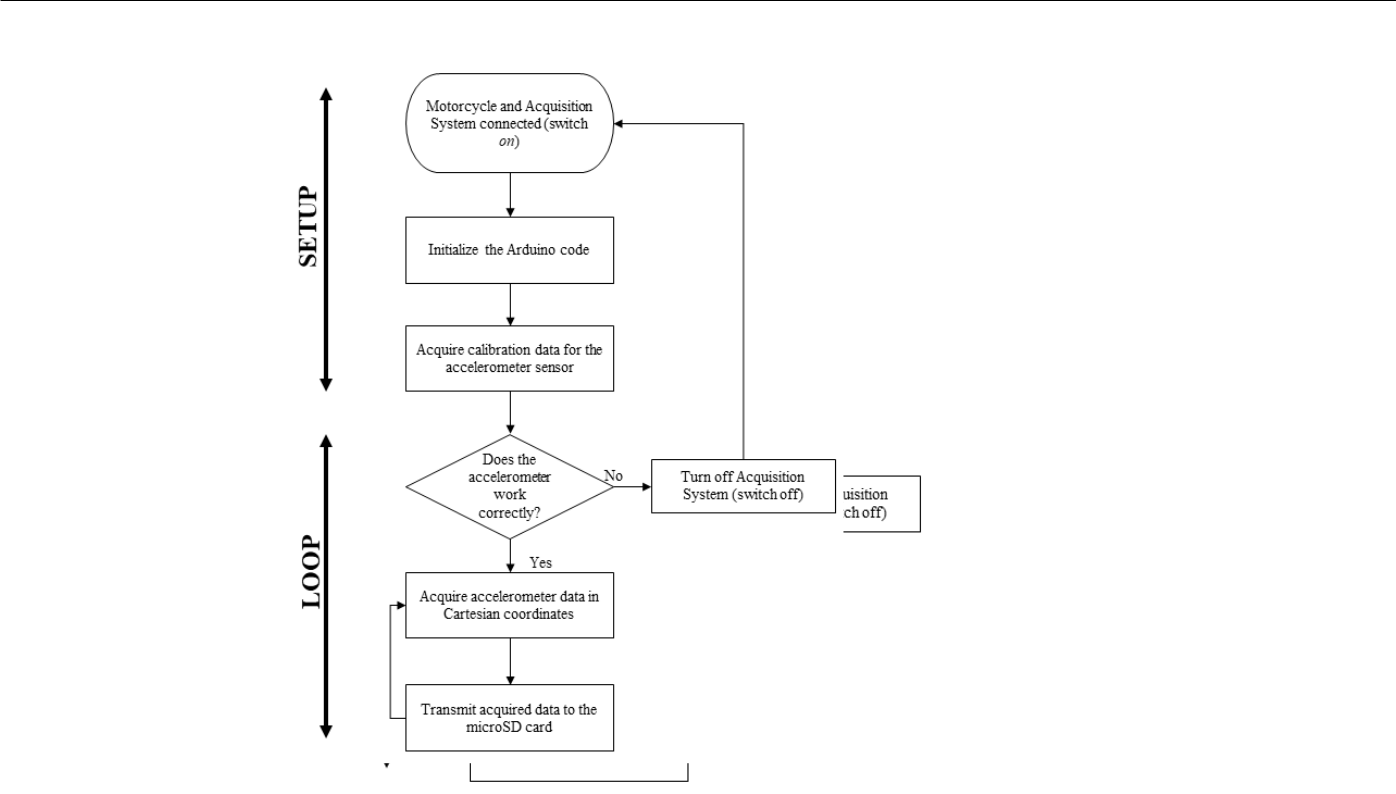 Motorcycle and Acquisition
System connected (switch
on)
SETUP
Initialize the Arduino code
Acquire calibration data for the
accelerometer sensor
Does the
accelerometer
work
correctly?
No
Turn off Acquisition
System (switch off)
uisition
ch off)
LOOP
Yes
Acquire accelerometer data in
Cartesian coordinates
Transmit acquired data to the
microSD card